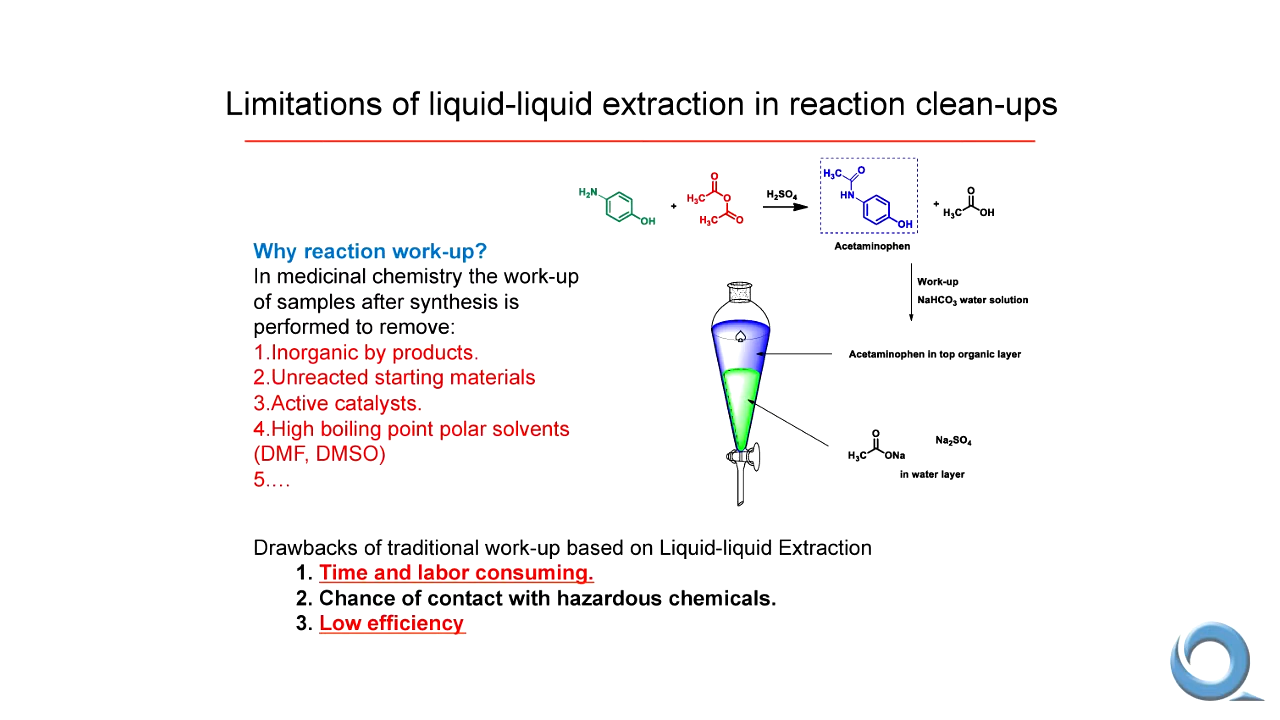 Limitations of liquid-liquid extraction in reaction clean-ups
H₂N
OH
+
O
H₃C
O
H₃C
O
H₂SO₄
H₃C
O
HN
OH
+
O
H₃C
OH
Acetaminophen
Work-up
NaHCO₃ water solution
Why reaction work-up?
In medicinal chemistry the work-up
of samples after synthesis is
performed to remove:
1.Inorganic by products.
2.Unreacted starting materials
3.Active catalysts.
4.High boiling point polar solvents
(DMF, DMSO)
5.…
Acetaminophen in top organic layer
O
H₃C
ONa
Na₂SO₄
in water layer
Drawbacks of traditional work-up based on Liquid-liquid Extraction
1. Time and labor consuming.
2. Chance of contact with hazardous chemicals.
3. Low efficiency